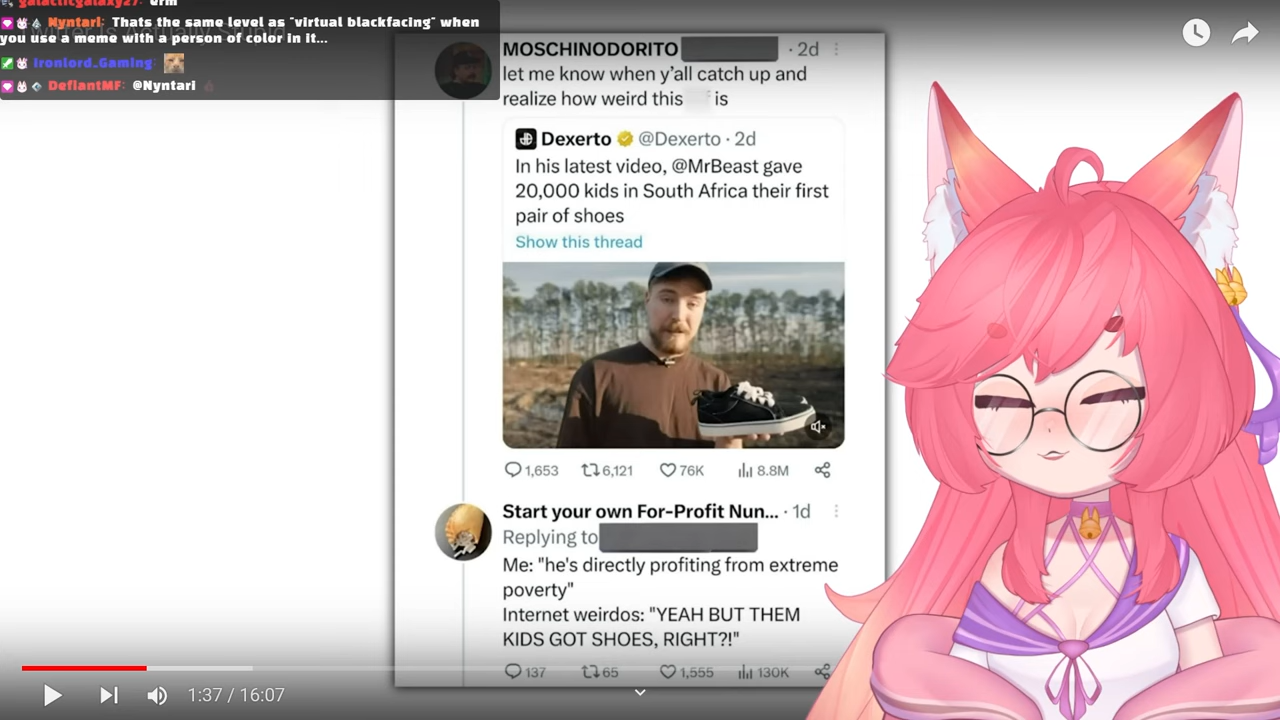 galacticgalaxy27: erm
Nyntari: Thats the same level as "virtual blackfacing" when
you use a meme with a person of color in it...
ironlord_Gaming:
DefiantMF: @Nyntari
MOSCHINODORITO · 2d
let me know when y'all catch up and
realize how weird this is
Dexerto @Dexerto · 2d
In his latest video, @MrBeast gave
20,000 kids in South Africa their first
pair of shoes
Show this thread
1,653 6,121 76K 8.8M
Start your own For-Profit Nun... · 1d
Replying to
Me: "he's directly profiting from extreme
poverty"
Internet weirdos: "YEAH BUT THEM
KIDS GOT SHOES, RIGHT?!"
137 65 1,555 130K
1:37 / 16:07